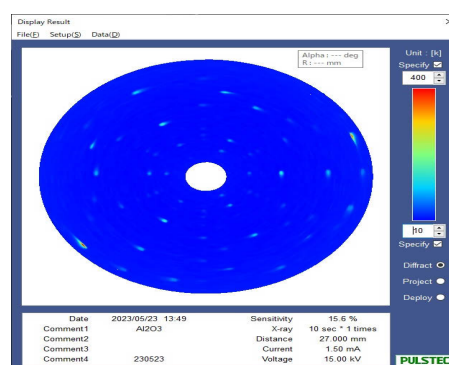 Display Result
File(F) Setup(S) Data(D)
Alpha : --- deg
R : --- mm
Unit : [k]
Specify
400
10
Specify
Diffract
Project
Deploy
Date 2023/05/23 13:49 Sensitivity 15.6 %
Comment1 Al2O3 X-ray 10 sec * 1 times
Comment2 Distance 27.000 mm
Comment3 Current 1.50 mA
Comment4 230523 Voltage 15.00 kV
PULSTEC